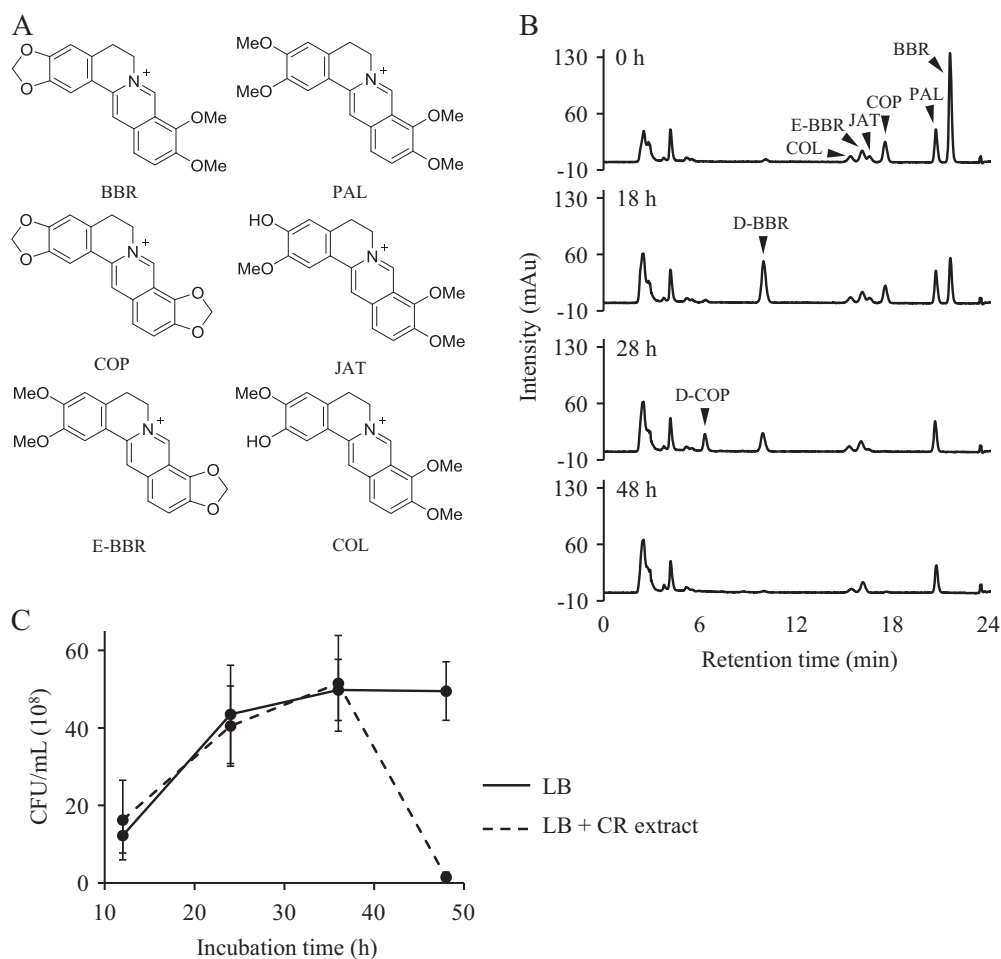 A
O
O
N
+
OMe
OMe
BBR
MeO
MeO
N
+
OMe
OMe
PAL
O
O
N
+
O
O
COP
HO
MeO
N
+
OMe
OMe
JAT
MeO
MeO
N
+
O
O
E-BBR
MeO
HO
N
+
OMe
OMe
COL
B
Intensity (mAu)
130
60
-10
0 h
COL
E-BBR
JAT
COP
PAL
BBR
130
60
-10
18 h
D-BBR
130
60
-10
28 h
D-COP
130
60
-10
48 h
0 6 12 18 24
Retention time (min)
C
CFU/mL (10⁸)
60
40
20
0
10 20 30 40 50
Incubation time (h)
LB
LB + CR extract